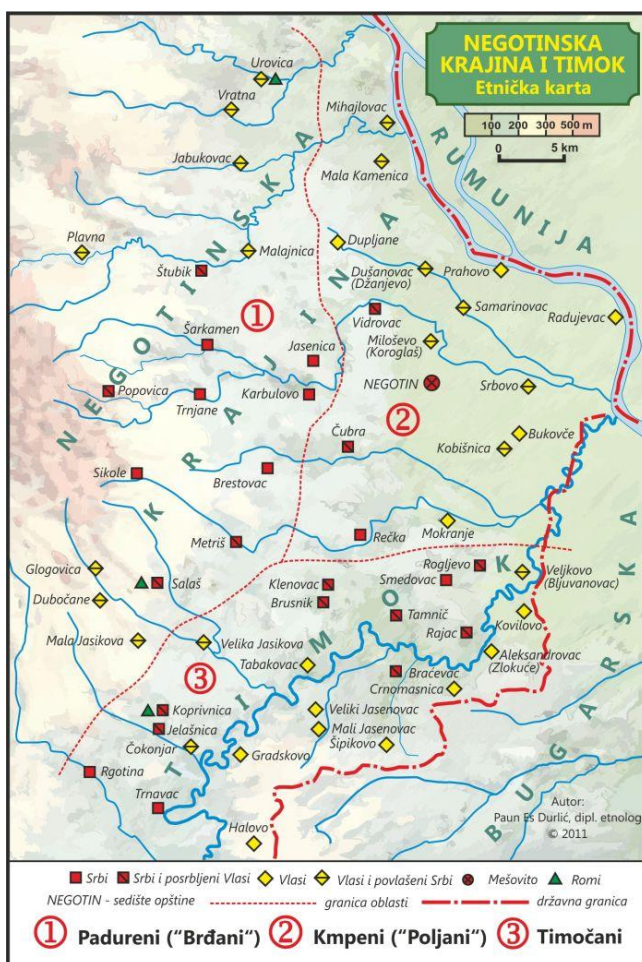 NEGOTINSKA
KRAJINA I TIMOK
Etnička karta
100 200 300 500 m
0 5 km
RUMUNIJA
NEGOTINSKA
KRAJINA
TIMOK
BUGARSKA
Urovica
Vratna
Mihajlovac
Jabukovac
Mala Kamenica
Plavna
Malajnica
Dupljane
Štubik
Dušanovac
(Džanjevo)
Prahovo
Samarinovac
Radujevac
①
Vidrovac
Šarkamen
Miloševo
(Koroglaš)
Jasenica
NEGOTIN
Srbovo
Popovica
Trnjane
Karbulovo
②
Čubra
Bukovče
Kobišnica
Sikole
Brestovac
Mokranje
Metriš
Rečka
Glogovica
Rogljevo
Salaš
Klenovac
Smedovac
Veljkovo
(Bljuvanovac)
Dubočane
Brusnik
Tamnič
Kovilovo
Rajac
Mala Jasikova
Velika Jasikova
Aleksandrovac
(Zlokuće)
Tabakovac
③
Braćevac
Crnomasnica
Koprivnica
Veliki Jasenovac
Jelašnica
Mali Jasenovac
Čokonjar
Šipikovo
Gradskovo
Rgotina
Trnavac
Halovo
Autor:
Paun Es Durlić, dipl. etnolog
© 2011
Srbi Srbi i posrbljeni Vlasi Vlasi Vlasi i povlašeni Srbi Mešovito Romi
NEGOTIN - sedište opštine granica oblasti državna granica
① Padureni (“Brđani“) ② Kmpeni (“Poljani“) ③ Timočani